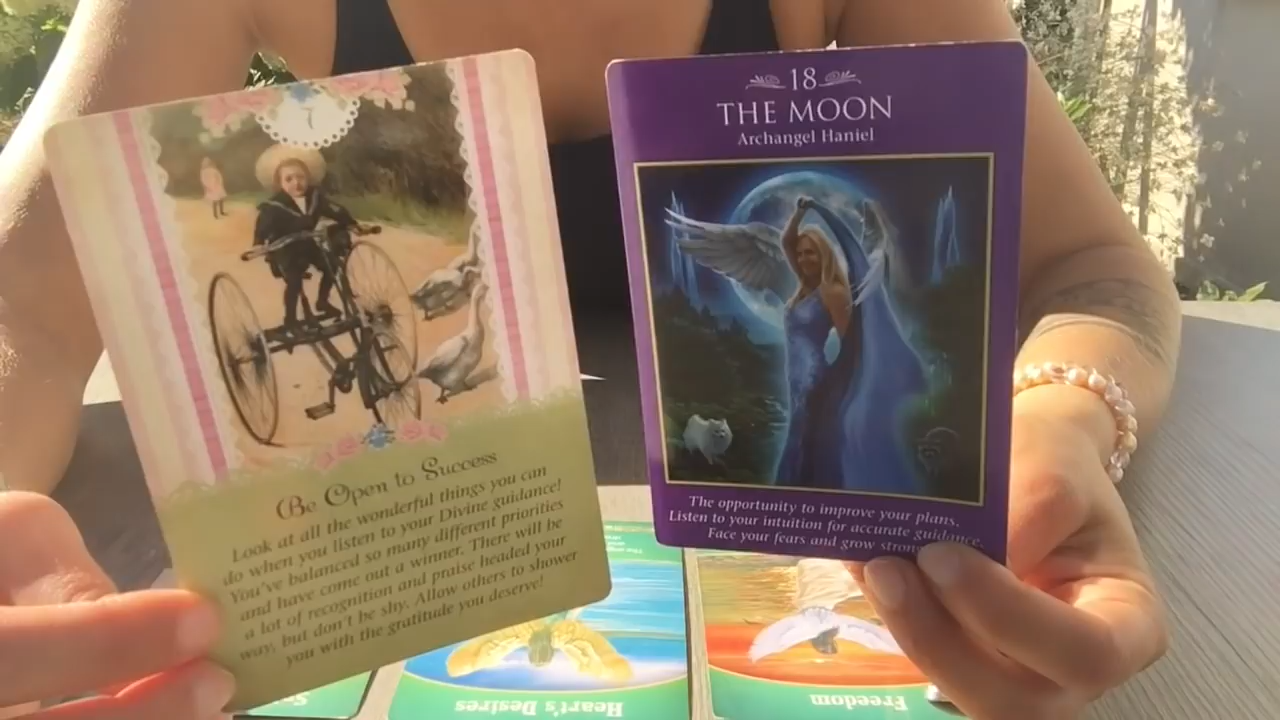 7
Be Open to Success
Look at all the wonderful things you can
do when you listen to your Divine guidance!
You've balanced so many different priorities
and have come out a winner. There will be
a lot of recognition and praise headed your
way, but don't be shy. Allow others to shower
you with the gratitude you deserve!
18
THE MOON
Archangel Haniel
The opportunity to improve your plans.
Listen to your intuition for accurate guidance.
Face your fears and grow
Heart's Desires
Freedom